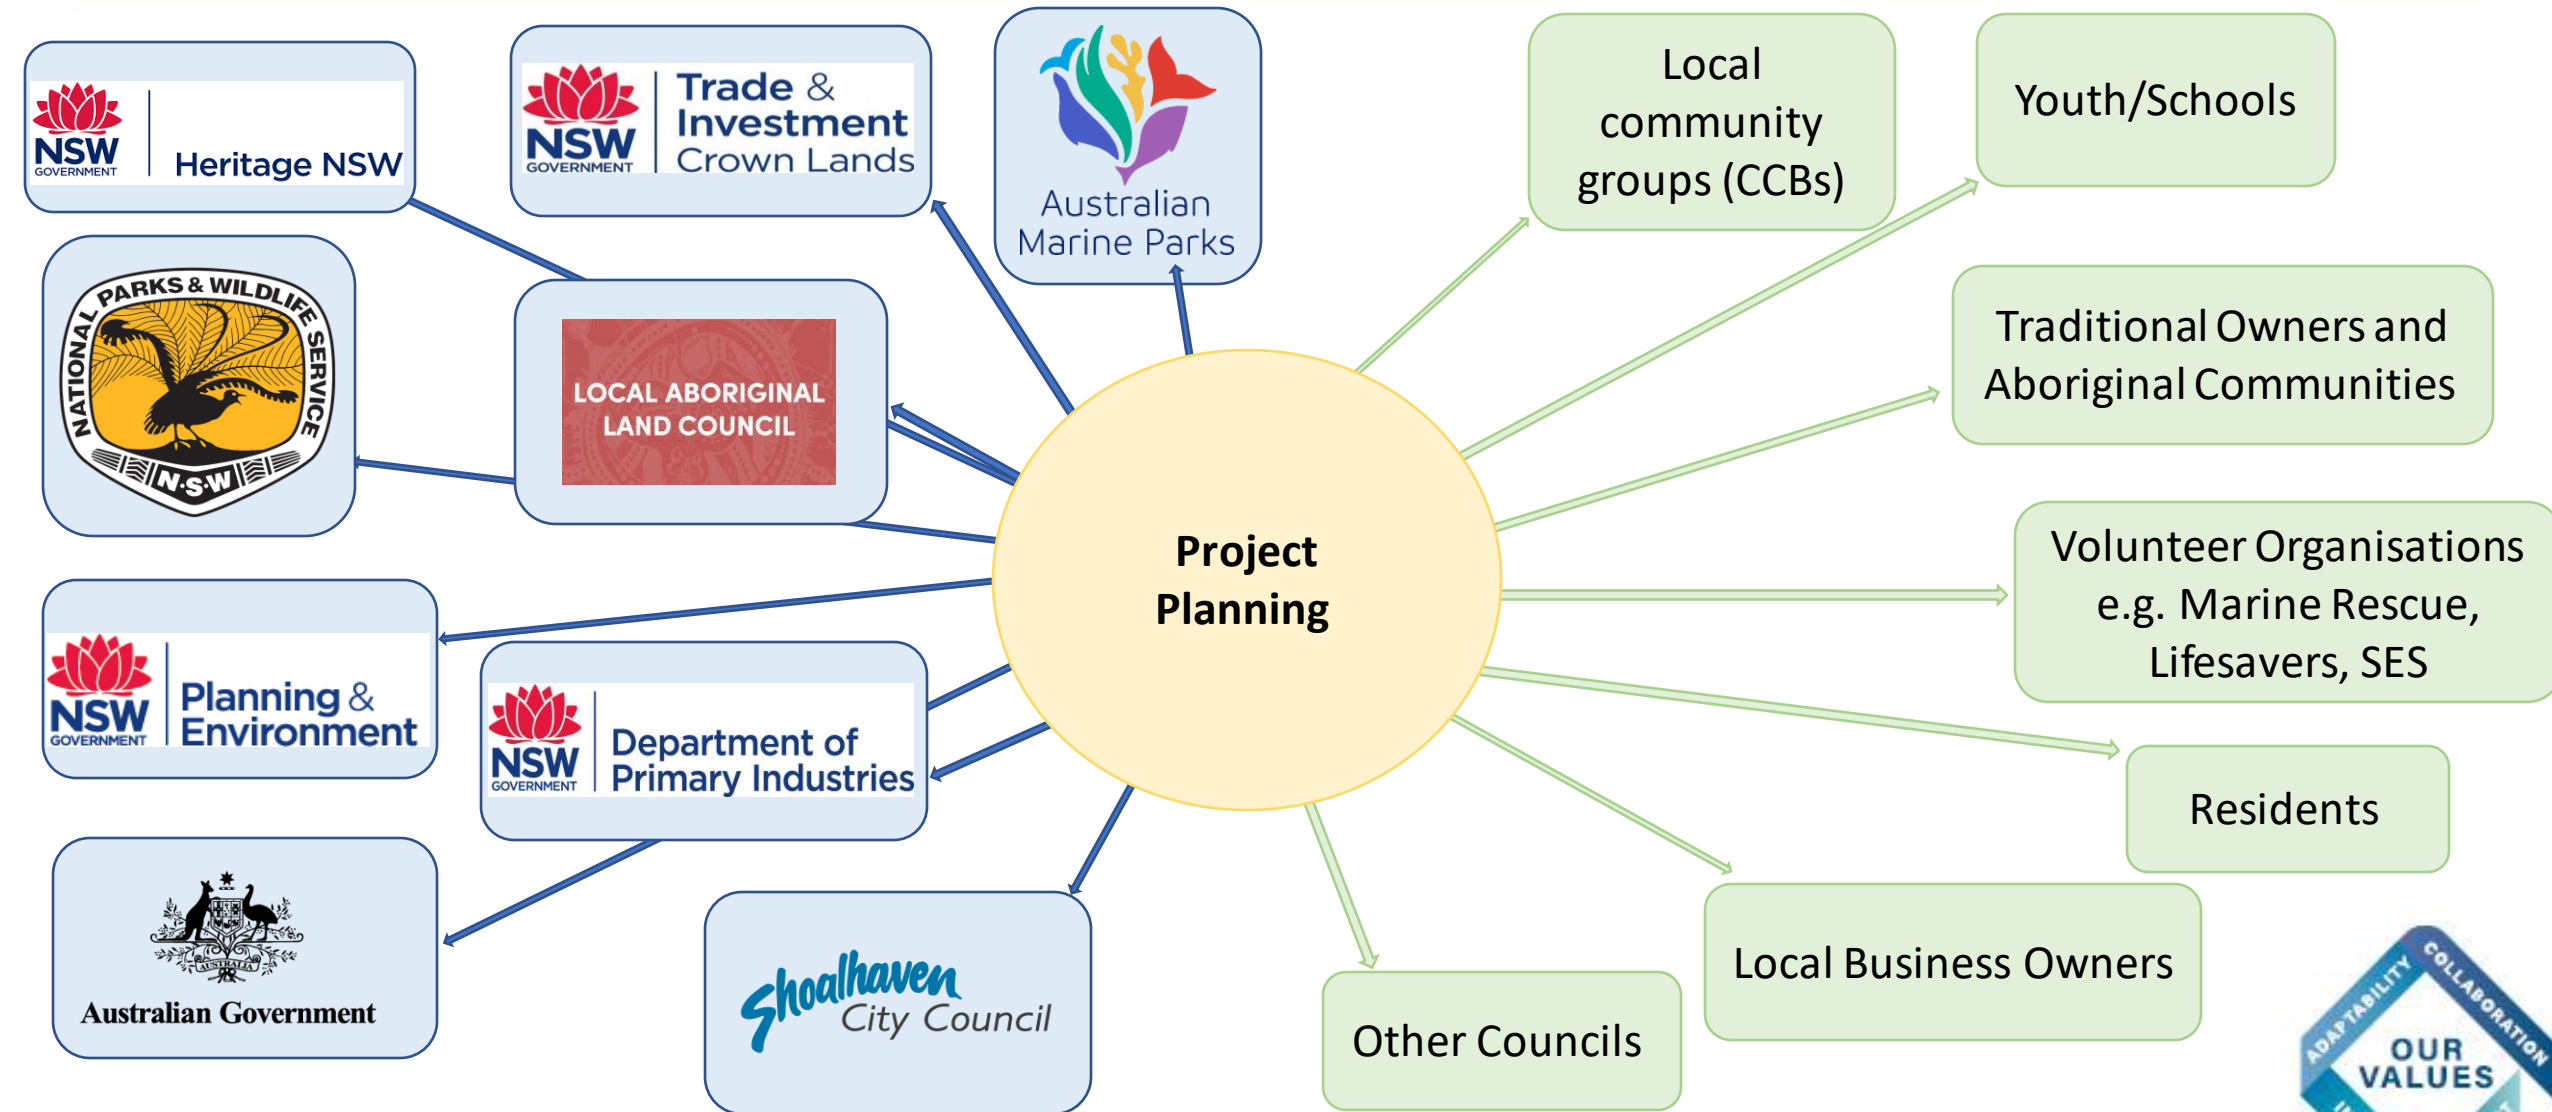 NSW
GOVERNMENT
Heritage NSW
NSW
GOVERNMENT
Trade &
Investment
Crown Lands
Australian
Marine Parks
Local
community
groups (CCBs)
Youth/Schools
NATIONAL PARKS & WILDLIFE SERVICE
N·S·W
LOCAL ABORIGINAL
LAND COUNCIL
Traditional Owners and
Aboriginal Communities
Project
Planning
Volunteer Organisations
e.g. Marine Rescue,
Lifesavers, SES
NSW
GOVERNMENT
Planning &
Environment
NSW
GOVERNMENT
Department of
Primary Industries
Residents
AUSTRALIA
Australian Government
Shoalhaven
City Council
Other Councils
Local Business Owners
ADAPTABILITY
COLLABORATION
OUR
VALUES